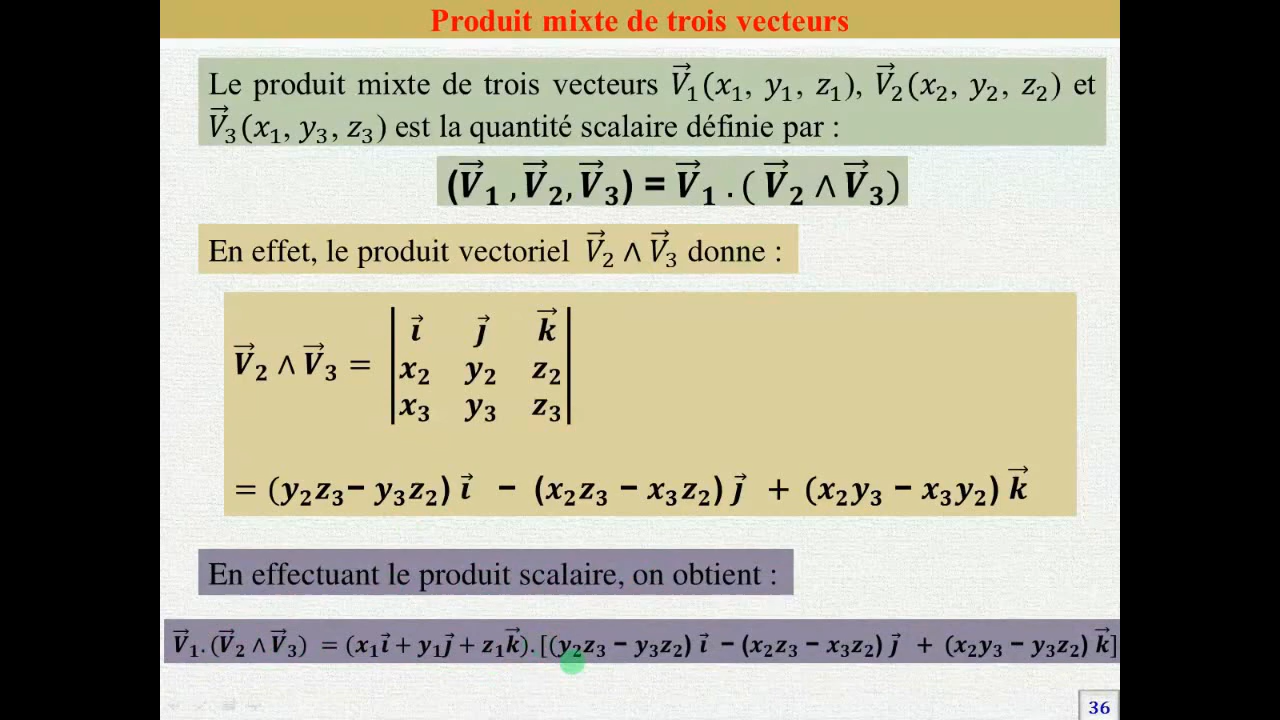 Produit mixte de trois vecteurs
Le produit mixte de trois vecteurs V⃗₁(x₁, y₁, z₁), V⃗₂(x₂, y₂, z₂) et
V⃗₃(x₁, y₃, z₃) est la quantité scalaire définie par :
(V⃗₁ ,V⃗₂,V⃗₃) = V⃗₁ . ( V⃗₂ ∧ V⃗₃)
En effet, le produit vectoriel V⃗₂ ∧ V⃗₃ donne :
V⃗₂ ∧ V⃗₃ = | i⃗ j⃗ k⃗ |
| x₂ y₂ z₂ |
| x₃ y₃ z₃ |
= (y₂z₃− y₃z₂) i⃗ − (x₂z₃ − x₃z₂) j⃗ + (x₂y₃ − x₃y₂) k⃗
En effectuant le produit scalaire, on obtient :
V⃗₁. (V⃗₂ ∧ V⃗₃) = (x₁i⃗ + y₁j⃗ + z₁k⃗). [(y₂z₃ − y₃z₂) i⃗ − (x₂z₃ − x₃z₂) j⃗ + (x₂y₃ − y₃z₂) k⃗]
36